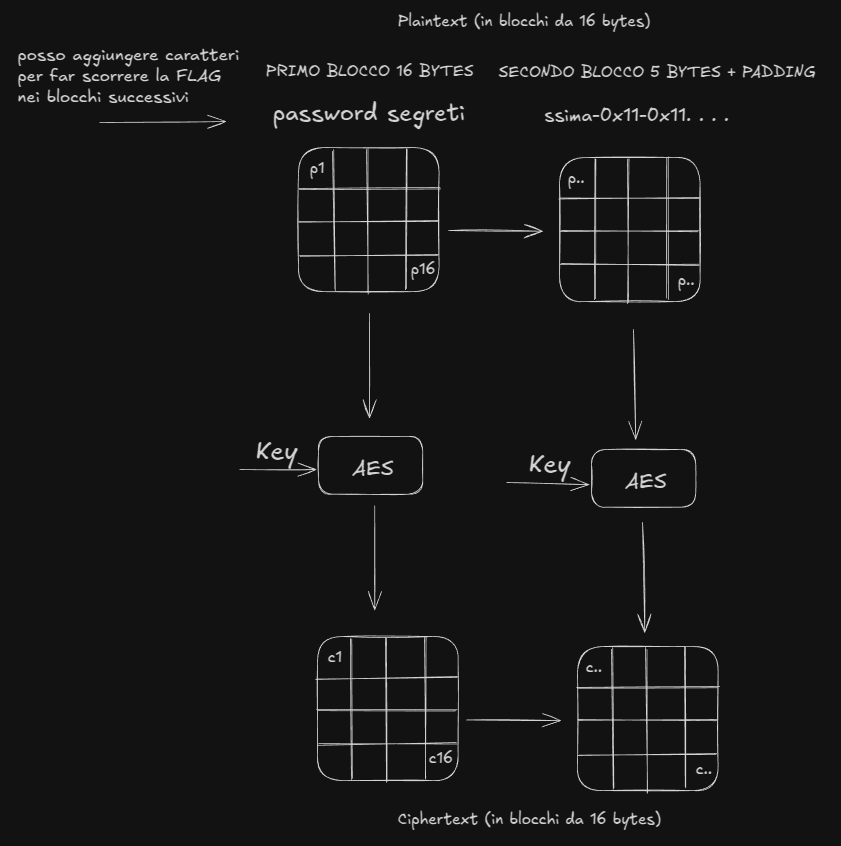 Plaintext (in blocchi da 16 bytes)
posso aggiungere caratteri
per far scorrere la FLAG
nei blocchi successivi
PRIMO BLOCCO 16 BYTES
SECONDO BLOCCO 5 BYTES + PADDING
password segreti
ssima-0x11-0x11. . . .
p1
p16
p..
p..
Key
AES
Key
AES
c1
c16
c..
c..
Ciphertext (in blocchi da 16 bytes)